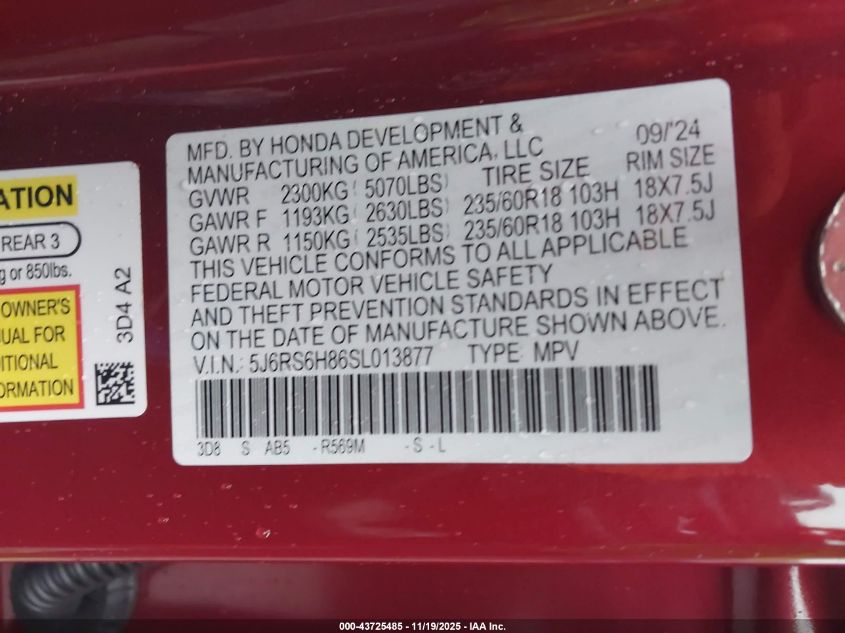 MFD. BY HONDA DEVELOPMENT & 09/'24
MANUFACTURING OF AMERICA, LLC
TIRE SIZE RIM SIZE
GVWR 2300KG( 5070LBS)
GAWR F 1193KG( 2630LBS) 235/60R18 103H 18X7.5J
GAWR R 1150KG( 2535LBS) 235/60R18 103H 18X7.5J
THIS VEHICLE CONFORMS TO ALL APPLICABLE
FEDERAL MOTOR VEHICLE SAFETY
AND THEFT PREVENTION STANDARDS IN EFFECT
ON THE DATE OF MANUFACTURE SHOWN ABOVE.
V.I.N.: 5J6RS6H86SL013877 TYPE: MPV
3D8 S AB5 -R569M -S-L
ATION
REAR 3
g or 850lbs.
OWNER'S
UAL FOR
DITIONAL
ORMATION
3D4 A2
000-43725485 - 11/19/2025 - IAA Inc.